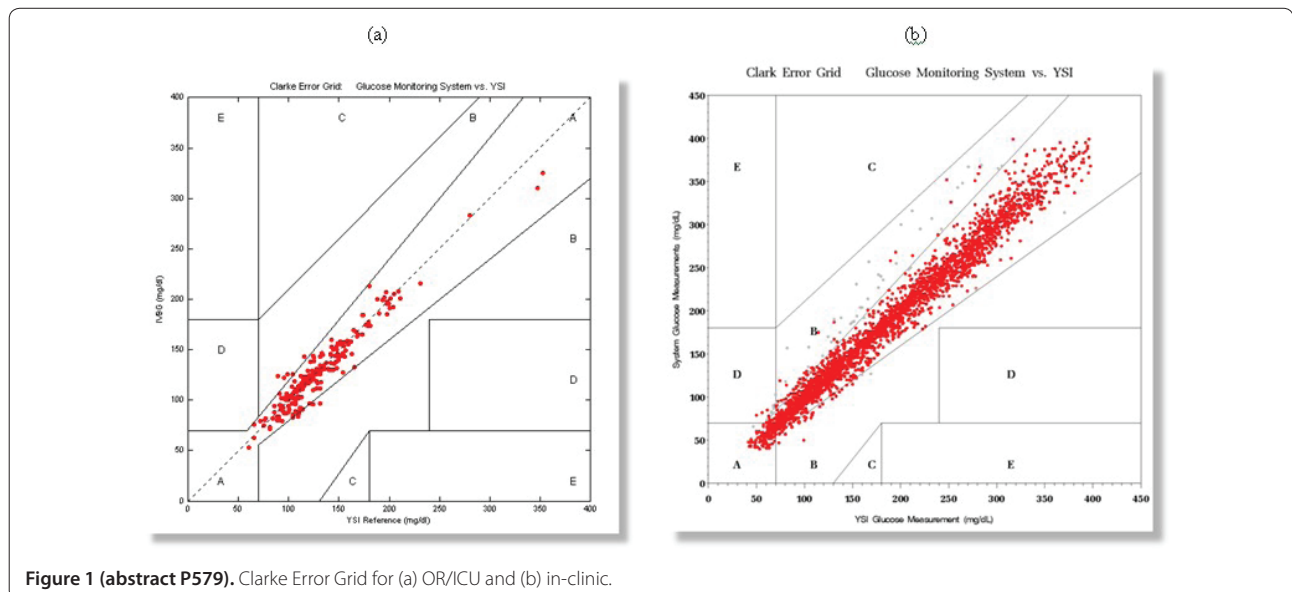 (a)
(b)
Clarke Error Grid: Glucose Monitoring System vs. YSI
400
350
300
250
200
150
100
50
0
IVBG (mg/dl)
E
C
B
A
B
D
D
A
C
E
0
50
100
150
200
250
300
350
400
YSI Reference (mg/dl)
Clark Error Grid Glucose Monitoring System vs. YSI
450
400
350
300
250
200
150
100
50
0
System Glucose Measurements (mg/dL)
E
C
B
D
D
A
B
C
E
0
50
100
150
200
250
300
350
400
450
YSI Glucose Measurement (mg/dL)
Figure 1 (abstract P579). Clarke Error Grid for (a) OR/ICU and (b) in-clinic.